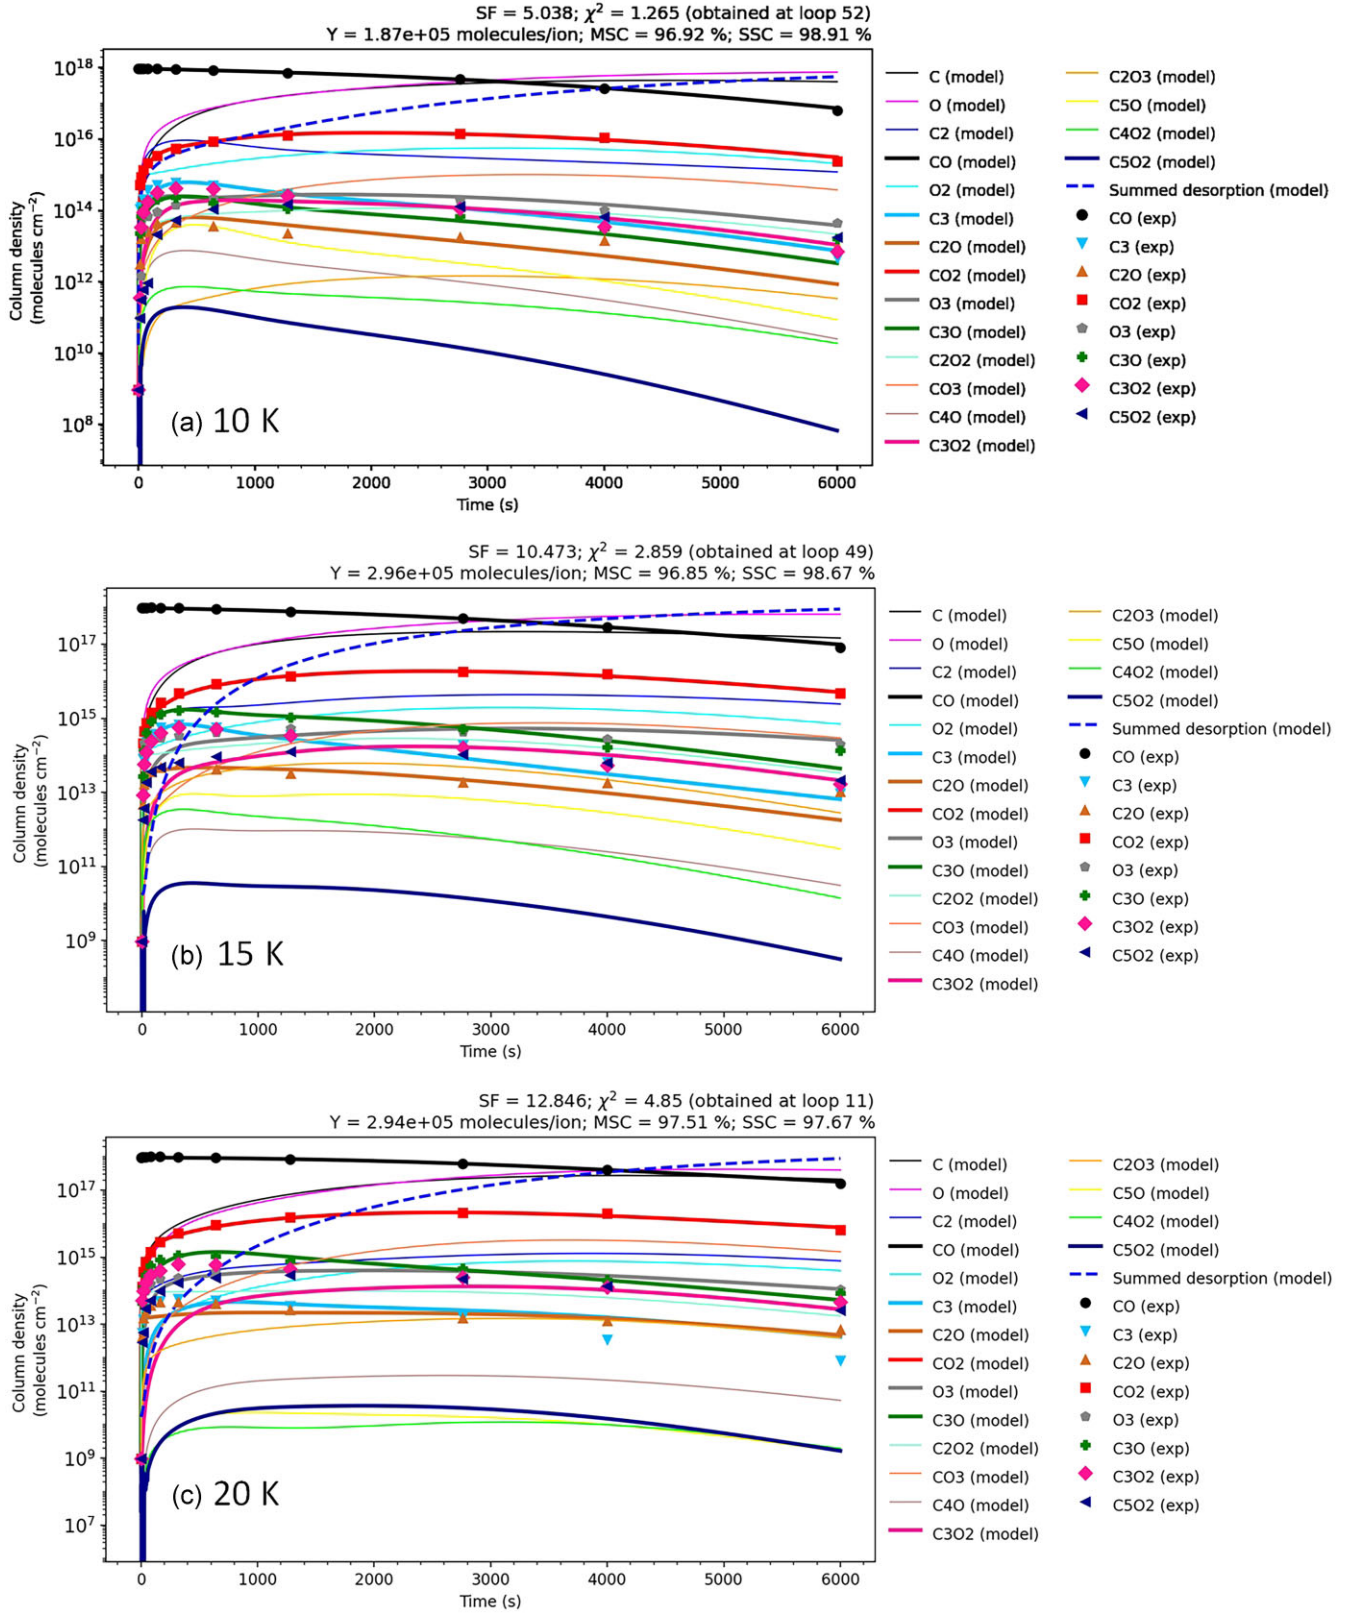 SF = 5.038; χ² = 1.265 (obtained at loop 52)
Y = 1.87e+05 molecules/ion; MSC = 96.92 %; SSC = 98.91 %
Column density
(molecules cm⁻²)
10¹⁸
10¹⁶
10¹⁴
10¹²
10¹⁰
10⁸
(a) 10 K
0 1000 2000 3000 4000 5000 6000
Time (s)
C (model)
O (model)
C2 (model)
CO (model)
O2 (model)
C3 (model)
C2O (model)
CO2 (model)
O3 (model)
C3O (model)
C2O2 (model)
CO3 (model)
C4O (model)
C3O2 (model)
C2O3 (model)
C5O (model)
C4O2 (model)
C5O2 (model)
Summed desorption (model)
CO (exp)
C3 (exp)
C2O (exp)
CO2 (exp)
O3 (exp)
C3O (exp)
C3O2 (exp)
C5O2 (exp)
SF = 10.473; χ² = 2.859 (obtained at loop 49)
Y = 2.96e+05 molecules/ion; MSC = 96.85 %; SSC = 98.67 %
Column density
(molecules cm⁻²)
10¹⁷
10¹⁵
10¹³
10¹¹
10⁹
(b) 15 K
0 1000 2000 3000 4000 5000 6000
Time (s)
C (model)
O (model)
C2 (model)
CO (model)
O2 (model)
C3 (model)
C2O (model)
CO2 (model)
O3 (model)
C3O (model)
C2O2 (model)
CO3 (model)
C4O (model)
C3O2 (model)
C2O3 (model)
C5O (model)
C4O2 (model)
C5O2 (model)
Summed desorption (model)
CO (exp)
C3 (exp)
C2O (exp)
CO2 (exp)
O3 (exp)
C3O (exp)
C3O2 (exp)
C5O2 (exp)
SF = 12.846; χ² = 4.85 (obtained at loop 11)
Y = 2.94e+05 molecules/ion; MSC = 97.51 %; SSC = 97.67 %
Column density
(molecules cm⁻²)
10¹⁷
10¹⁵
10¹³
10¹¹
10⁹
10⁷
(c) 20 K
0 1000 2000 3000 4000 5000 6000
Time (s)
C (model)
O (model)
C2 (model)
CO (model)
O2 (model)
C3 (model)
C2O (model)
CO2 (model)
O3 (model)
C3O (model)
C2O2 (model)
CO3 (model)
C4O (model)
C3O2 (model)
C2O3 (model)
C5O (model)
C4O2 (model)
C5O2 (model)
Summed desorption (model)
CO (exp)
C3 (exp)
C2O (exp)
CO2 (exp)
O3 (exp)
C3O (exp)
C3O2 (exp)
C5O2 (exp)